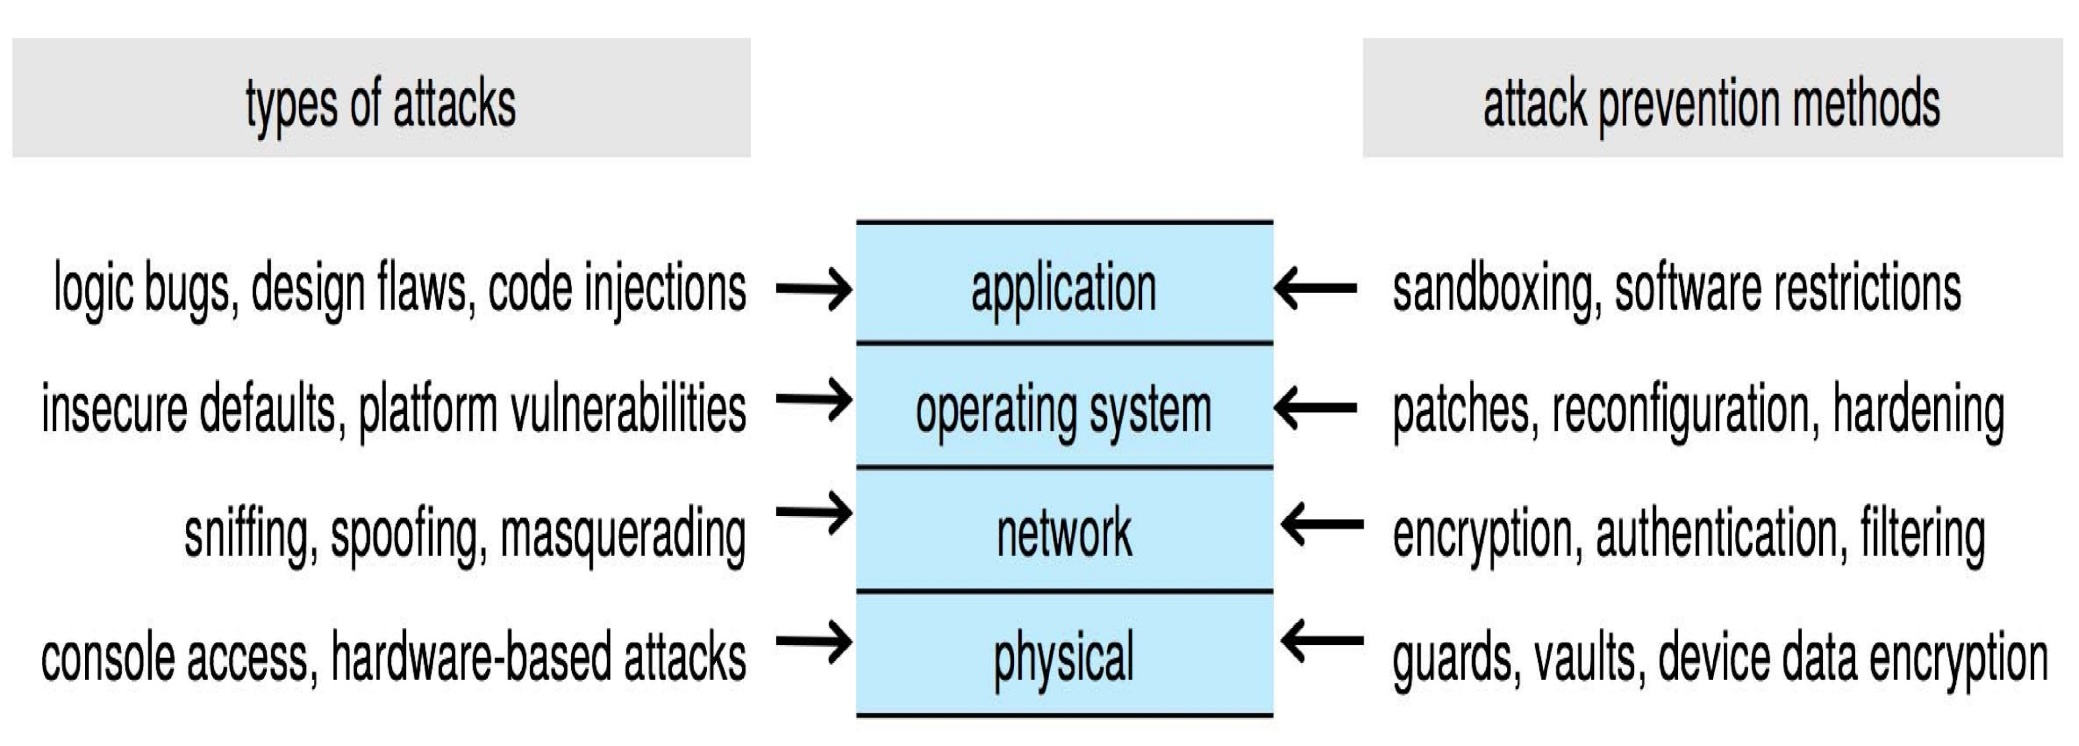 types of attacks
attack prevention methods
logic bugs, design flaws, code injections
application
sandboxing, software restrictions
insecure defaults, platform vulnerabilities
operating system
patches, reconfiguration, hardening
sniffing, spoofing, masquerading
network
encryption, authentication, filtering
console access, hardware-based attacks
physical
guards, vaults, device data encryption